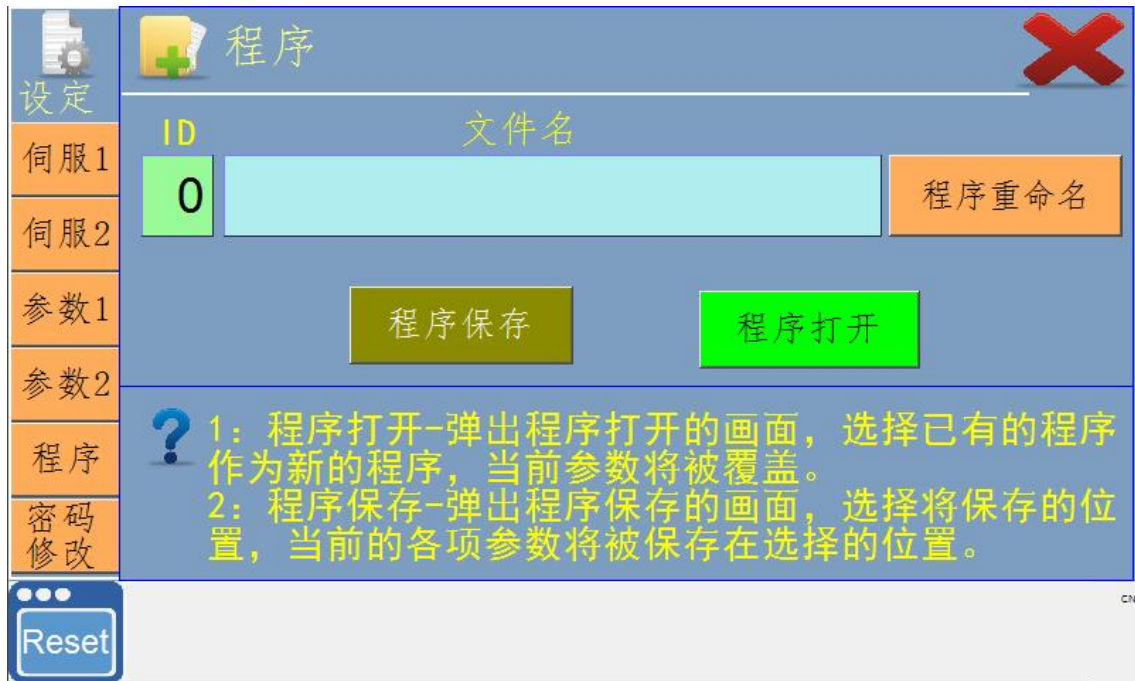 设定
伺服1
伺服2
参数1
参数2
程序
密码
修改
Reset
程序
ID
文件名
0
程序重命名
程序保存
程序打开
?
1：程序打开-弹出程序打开的画面，选择已有的程序
作为新的程序，当前参数将被覆盖。
2：程序保存-弹出程序保存的画面，选择将保存的位
置，当前的各项参数将被保存在选择的位置。
CN